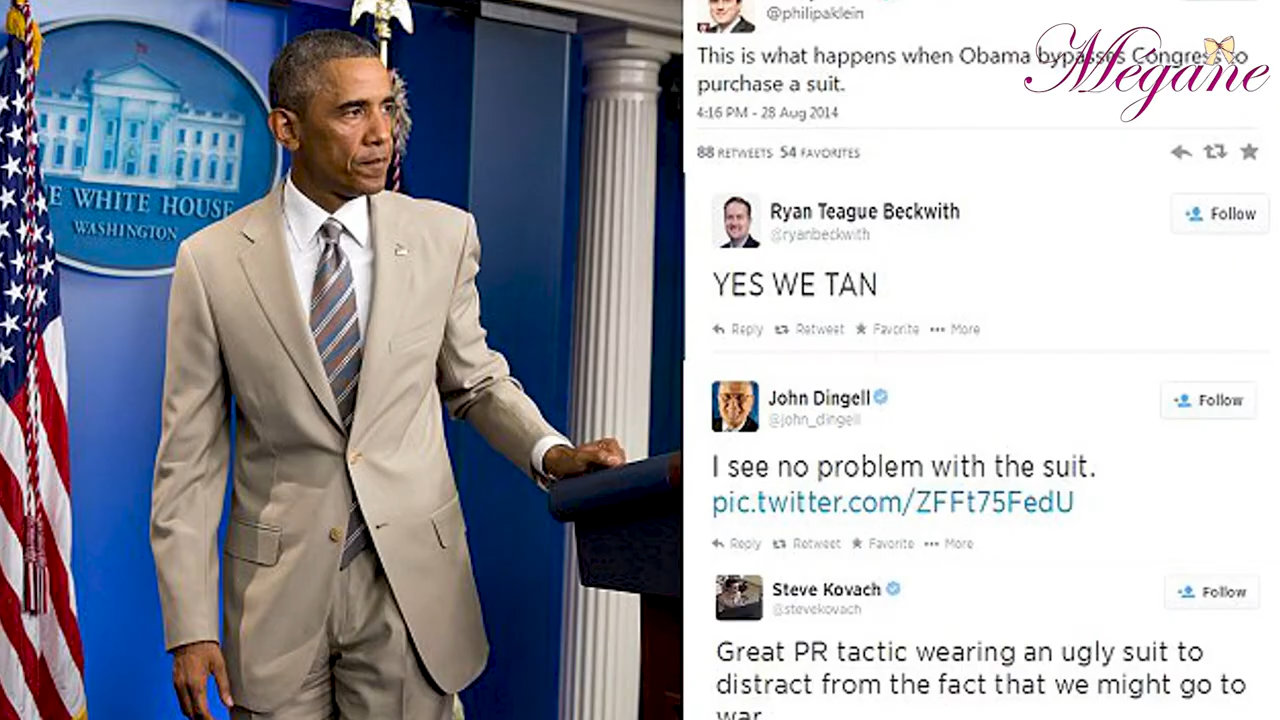 THE WHITE HOUSE
WASHINGTON
@philipaklein
Mégane
This is what happens when Obama bypasses Congress to
purchase a suit.
4:16 PM - 28 Aug 2014
88 RETWEETS 54 FAVORITES
Ryan Teague Beckwith
@ryanbeckwith
Follow
YES WE TAN
Reply Retweet Favorite ••• More
John Dingell
@john_dingell
Follow
I see no problem with the suit.
pic.twitter.com/ZFFt75FedU
Reply Retweet Favorite ••• More
Steve Kovach
@stevekovach
Follow
Great PR tactic wearing an ugly suit to
distract from the fact that we might go to
war